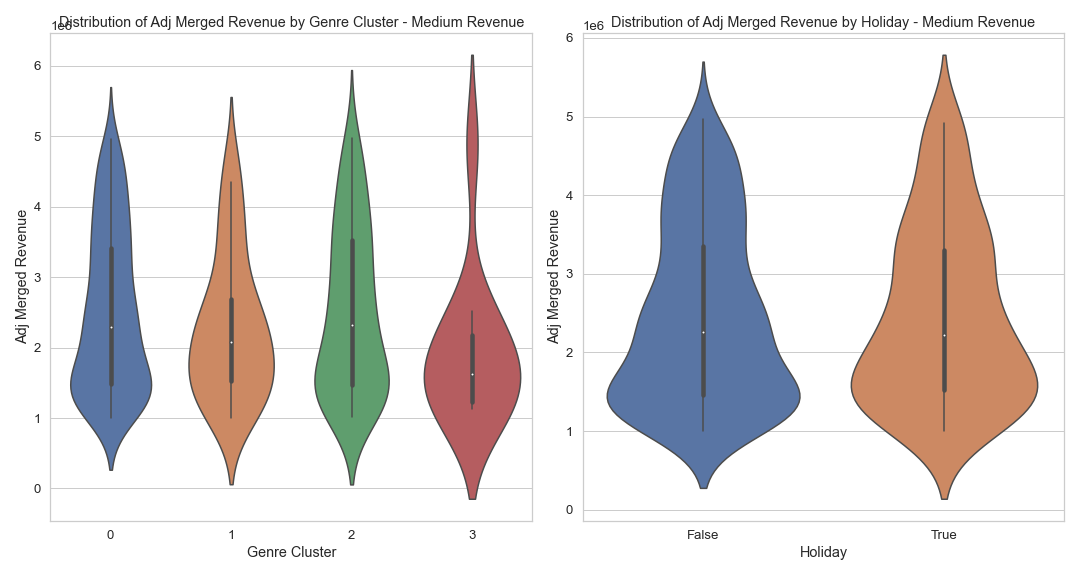 Distribution of Adj Merged Revenue by Genre Cluster - Medium Revenue
1e6
6
5
4
3
2
1
0
Adj Merged Revenue
0 1 2 3
Genre Cluster
Distribution of Adj Merged Revenue by Holiday - Medium Revenue
1e6
6
5
4
3
2
1
0
Adj Merged Revenue
False True
Holiday